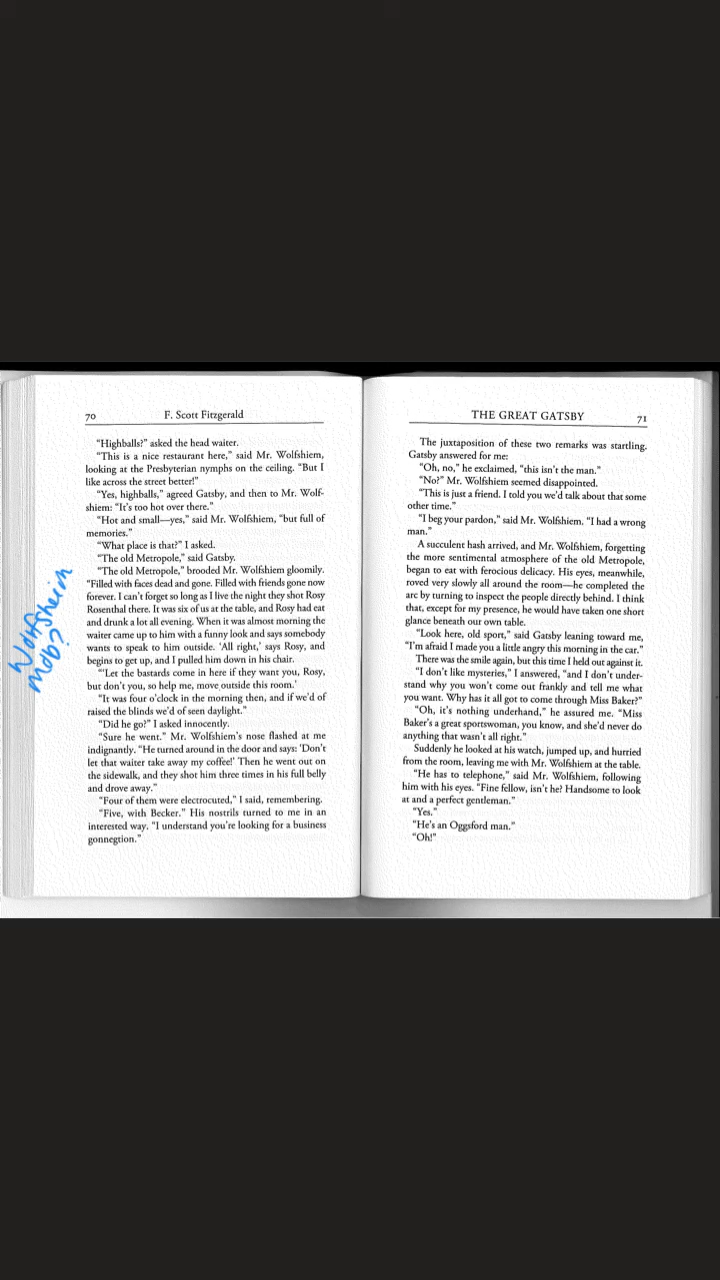 70
F. Scott Fitzgerald
"Highballs?" asked the head waiter.
"This is a nice restaurant here," said Mr. Wolfshiem,
looking at the Presbyterian nymphs on the ceiling. "But I
like across the street better!"
"Yes, highballs," agreed Gatsby, and then to Mr. Wolf-
shiem: "It's too hot over there."
"Hot and small—yes," said Mr. Wolfshiem, "but full of
memories."
"What place is that?" I asked.
"The old Metropole," said Gatsby.
"The old Metropole," brooded Mr. Wolfshiem gloomily.
"Filled with faces dead and gone. Filled with friends gone now
forever. I can't forget so long as I live the night they shot Rosy
Rosenthal there. It was six of us at the table, and Rosy had eat
and drunk a lot all evening. When it was almost morning the
waiter came up to him with a funny look and says somebody
wants to speak to him outside. 'All right,' says Rosy, and
begins to get up, and I pulled him down in his chair.
"'Let the bastards come in here if they want you, Rosy,
but don't you, so help me, move outside this room.'
"It was four o'clock in the morning then, and if we'd of
raised the blinds we'd of seen daylight."
"Did he go?" I asked innocently.
"Sure he went." Mr. Wolfshiem's nose flashed at me
indignantly. "He turned around in the door and says: 'Don't
let that waiter take away my coffee!' Then he went out on
the sidewalk, and they shot him three times in his full belly
and drove away."
"Four of them were electrocuted," I said, remembering.
"Five, with Becker." His nostrils turned to me in an
interested way. "I understand you're looking for a business
gonnegtion."
Wolfsheim
mob?
THE GREAT GATSBY
71
The juxtaposition of these two remarks was startling.
Gatsby answered for me:
"Oh, no," he exclaimed, "this isn't the man."
"No?" Mr. Wolfshiem seemed disappointed.
"This is just a friend. I told you we'd talk about that some
other time."
"I beg your pardon," said Mr. Wolfshiem. "I had a wrong
man."
A succulent hash arrived, and Mr. Wolfshiem, forgetting
the more sentimental atmosphere of the old Metropole,
began to eat with ferocious delicacy. His eyes, meanwhile,
roved very slowly all around the room—he completed the
arc by turning to inspect the people directly behind. I think
that, except for my presence, he would have taken one short
glance beneath our own table.
"Look here, old sport," said Gatsby leaning toward me,
"I'm afraid I made you a little angry this morning in the car."
There was the smile again, but this time I held out against it.
"I don't like mysteries," I answered, "and I don't under-
stand why you won't come out frankly and tell me what
you want. Why has it all got to come through Miss Baker?"
"Oh, it's nothing underhand," he assured me. "Miss
Baker's a great sportswoman, you know, and she'd never do
anything that wasn't all right."
Suddenly he looked at his watch, jumped up, and hurried
from the room, leaving me with Mr. Wolfshiem at the table.
"He has to telephone," said Mr. Wolfshiem, following
him with his eyes. "Fine fellow, isn't he? Handsome to look
at and a perfect gentleman."
"Yes."
"He's an Oggsford man."
"Oh!"